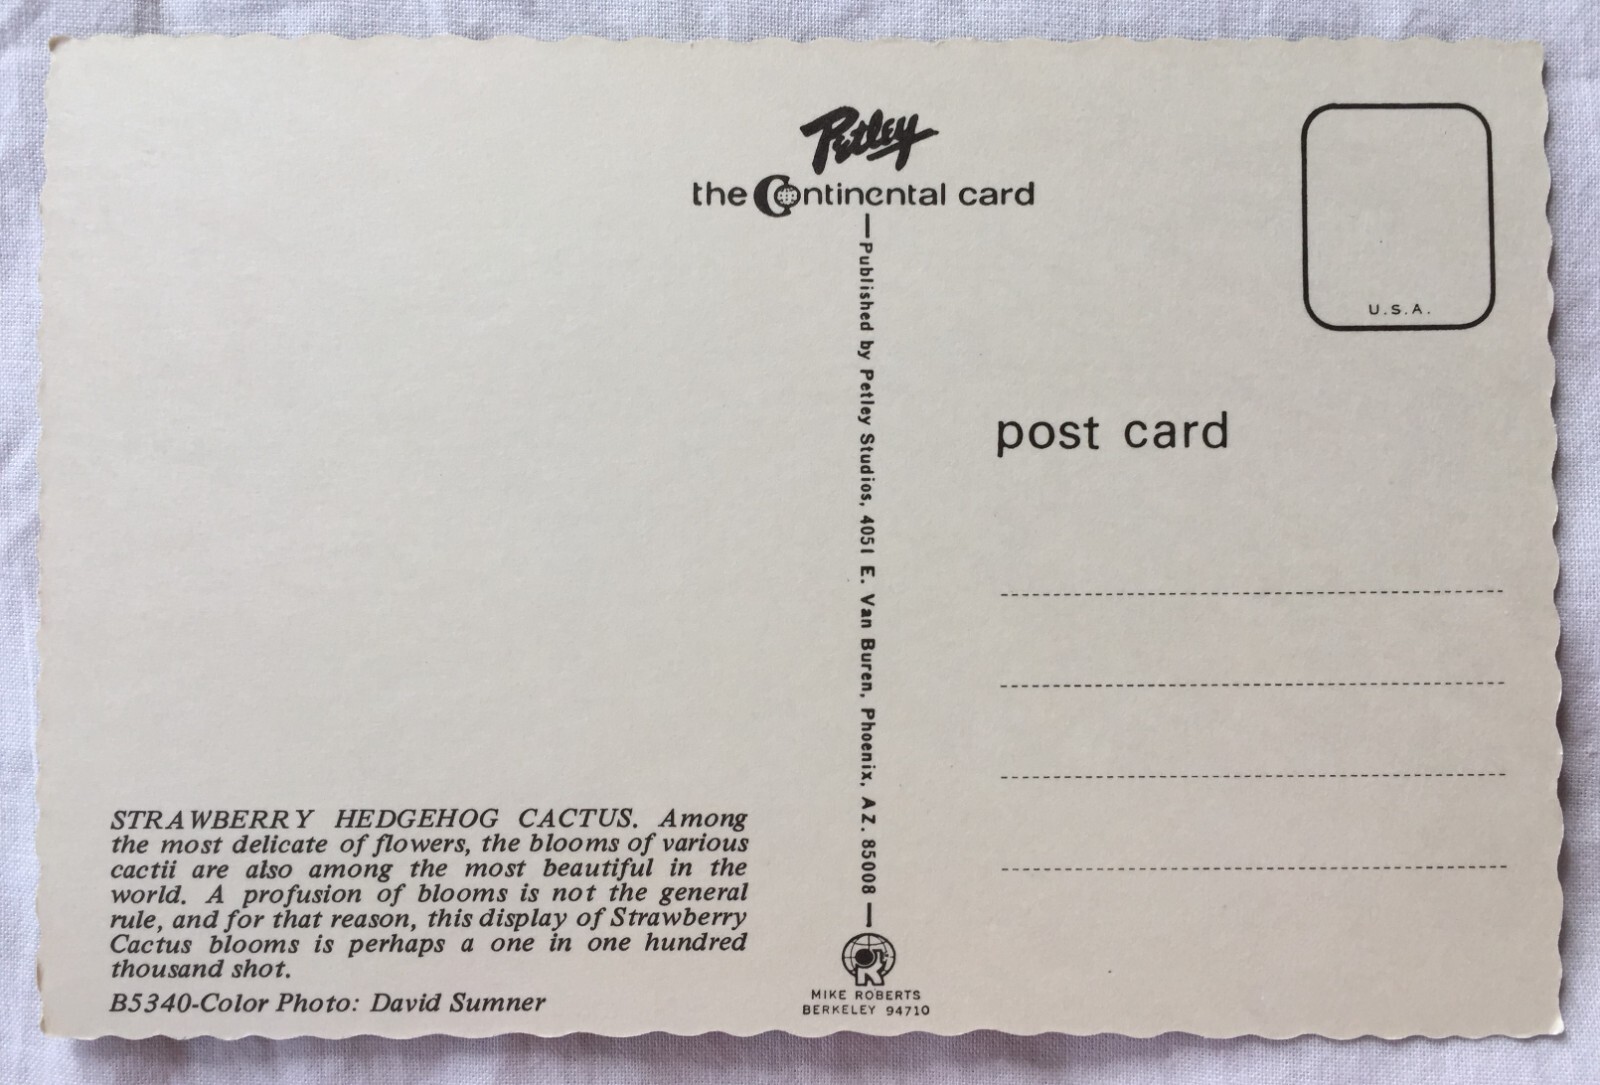 Petley
the Continental card
U.S.A.
Published by Petley Studios, 4051 E. Van Buren, Phoenix, AZ. 85008
post card
STRAWBERRY HEDGEHOG CACTUS. Among
the most delicate of flowers, the blooms of various
cactii are also among the most beautiful in the
world. A profusion of blooms is not the general
rule, and for that reason, this display of Strawberry
Cactus blooms is perhaps a one in one hundred
thousand shot.
B5340-Color Photo: David Sumner
MIKE ROBERTS
BERKELEY 94710